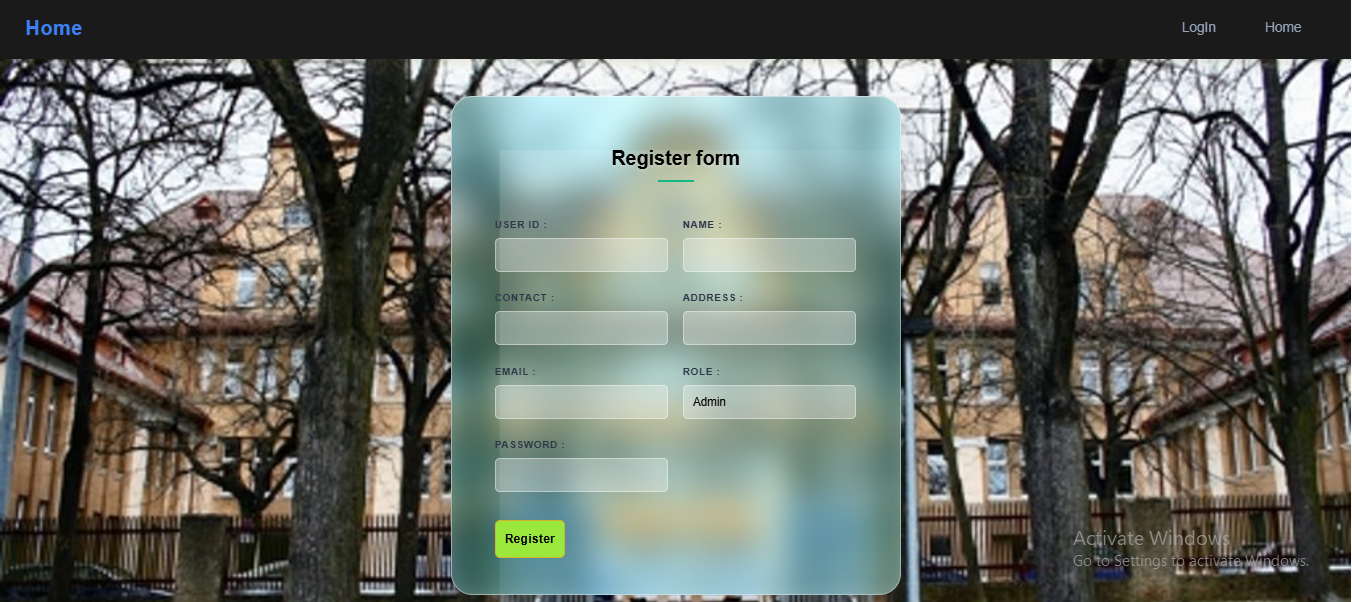 Home
LogIn
Home
Register form
USER ID :
NAME :
CONTACT :
ADDRESS :
EMAIL :
ROLE :
Admin
PASSWORD :
Register
Activate Windows
Go to Settings to activate Windows.